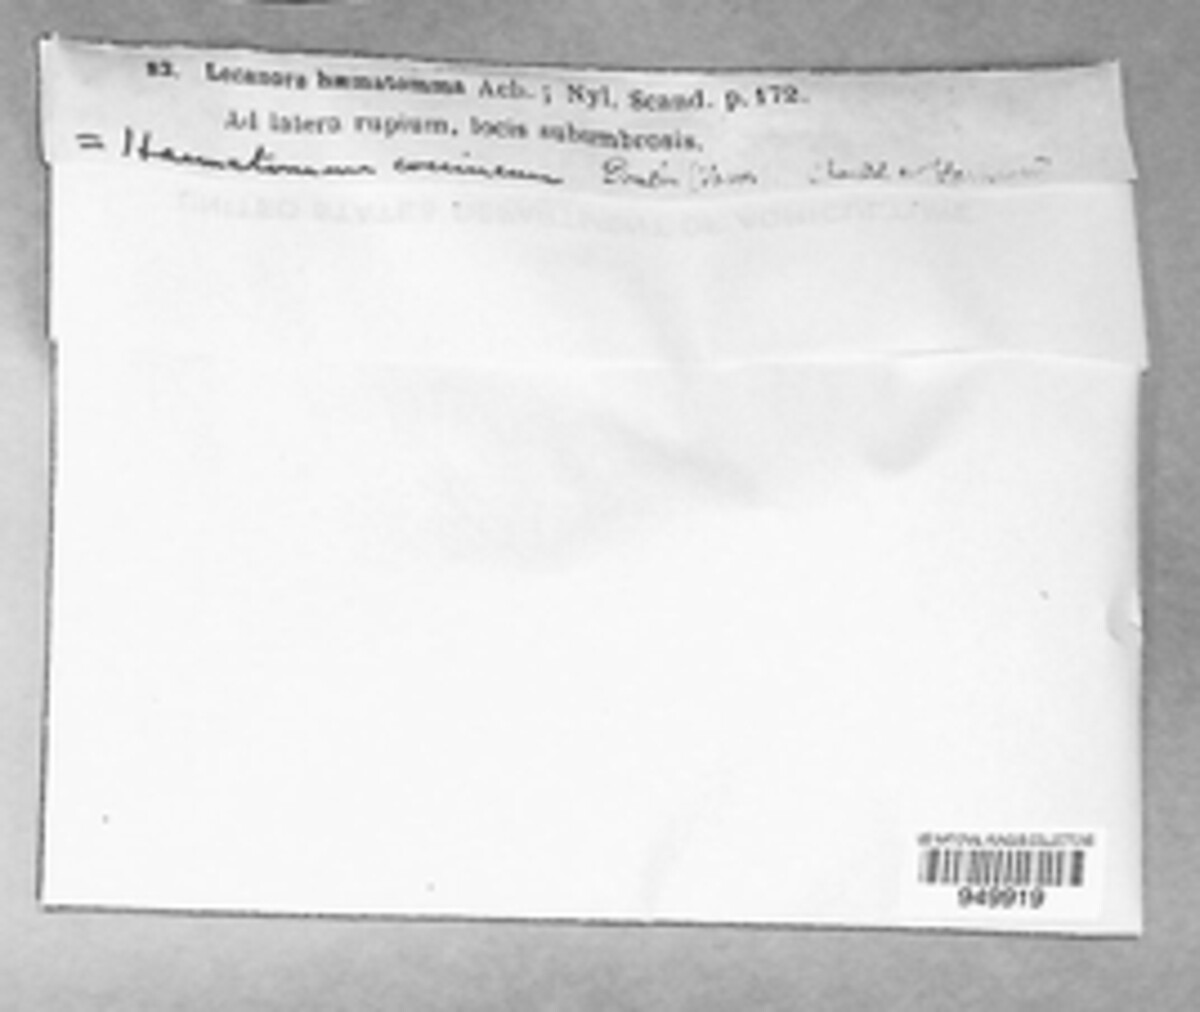 83. Lecanora hæmatomma Ach.; Nyl. Scand. p. 172.
Ad latera rupium, locis subumbrosis.
= Haematomma coccineum
US NATIONAL FUNGUS COLLECTIONS
949919